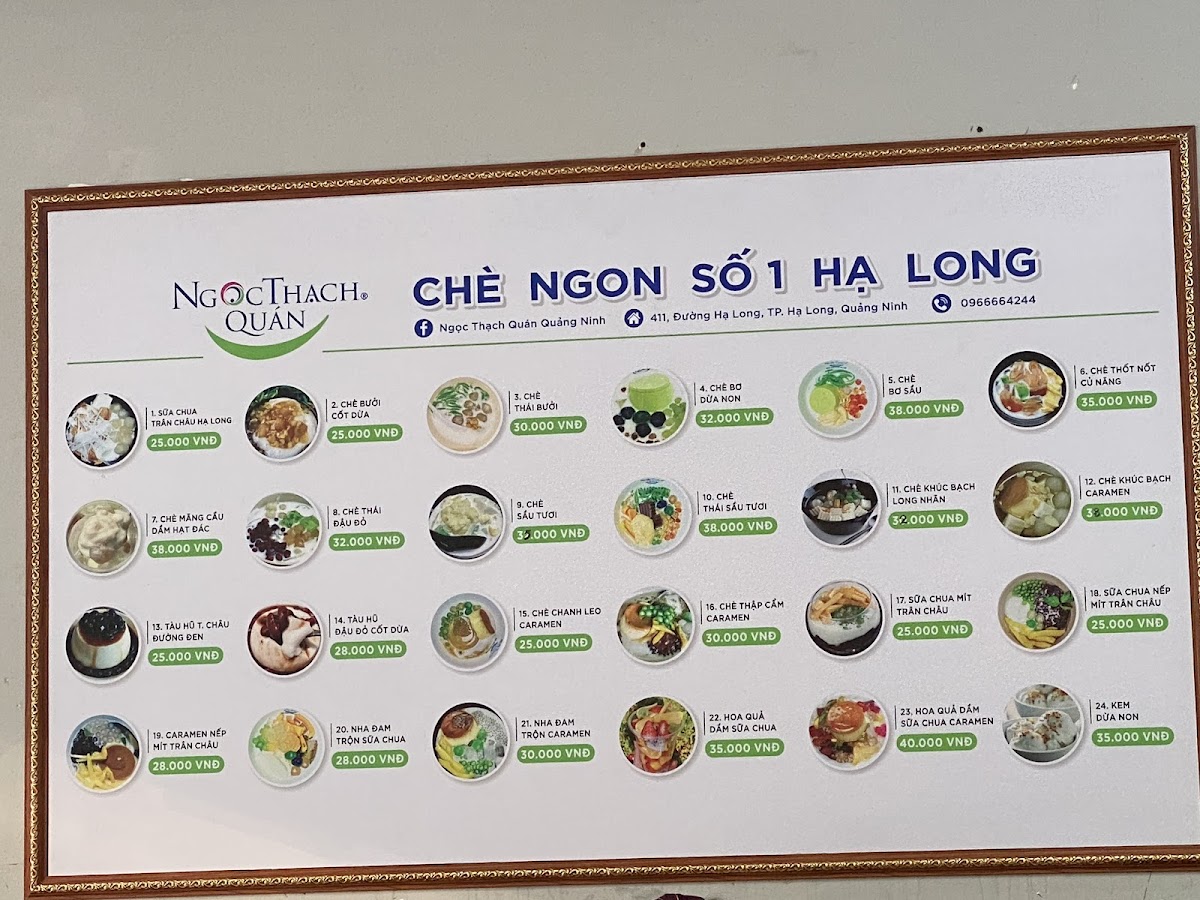 NGỌC THẠCH®
QUÁN
CHÈ NGON SỐ 1 HẠ LONG
Ngọc Thạch Quán Quảng Ninh
411, Đường Hạ Long, TP. Hạ Long, Quảng Ninh
0966664244
1. SỮA CHUA
TRÂN CHÂU HẠ LONG
25.000 VNĐ
2. CHÈ BƯỞI
CỐT DỪA
25.000 VNĐ
3. CHÈ
THÁI BƯỞI
30.000 VNĐ
4. CHÈ BƠ
DỪA NON
32.000 VNĐ
5. CHÈ
BƠ SẦU
38.000 VNĐ
6. CHÈ THỐT NỐT
CỦ NĂNG
35.000 VNĐ
7. CHÈ MÃNG CẦU
DẦM HẠT ĐÁC
38.000 VNĐ
8. CHÈ THÁI
ĐẬU ĐỎ
32.000 VNĐ
9. CHÈ
SẦU TƯƠI
VNĐ
10. CHÈ
THÁI SẦU TƯƠI
38.000 VNĐ
11. CHÈ KHÚC BẠCH
LONG NHÃN
VNĐ
12. CHÈ KHÚC BẠCH
CARAMEN
VNĐ
13. TÀU HŨ T. CHÂU
ĐƯỜNG ĐEN
25.000 VNĐ
14. TÀU HŨ
ĐẬU ĐỎ CỐT DỪA
28.000 VNĐ
15. CHÈ CHANH LEO
CARAMEN
25.000 VNĐ
16. CHÈ THẬP CẨM
CARAMEN
30.000 VNĐ
17. SỮA CHUA MÍT
TRÂN CHÂU
25.000 VNĐ
18. SỮA CHUA NẾP
MÍT TRÂN CHÂU
25.000 VNĐ
19. CARAMEN NẾP
MÍT TRÂN CHÂU
28.000 VNĐ
20. NHA ĐAM
TRỘN SỮA CHUA
28.000 VNĐ
21. NHA ĐAM
TRỘN CARAMEN
30.000 VNĐ
22. HOA QUẢ
DẦM SỮA CHUA
35.000 VNĐ
23. HOA QUẢ DẦM
SỮA CHUA CARAMEN
40.000 VNĐ
24. KEM
DỪA NON
35.000 VNĐ